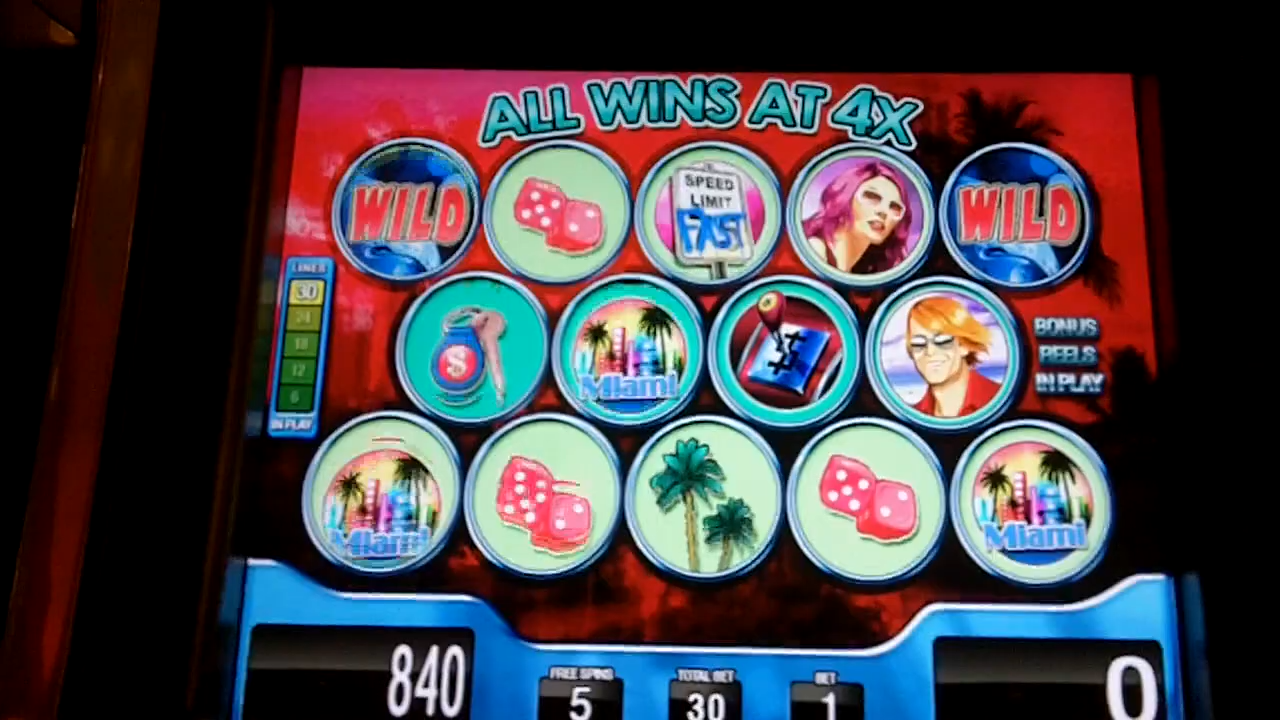 ALL WINS AT 4X
WILD
SPEED
LIMIT
FAST
WILD
LINES
30
24
18
12
6
IN PLAY
$
Miami
$
BONUS
REELS
IN PLAY
Miami
Miami
840
FREE SPINS
5
TOTAL BET
30
BET
1
0